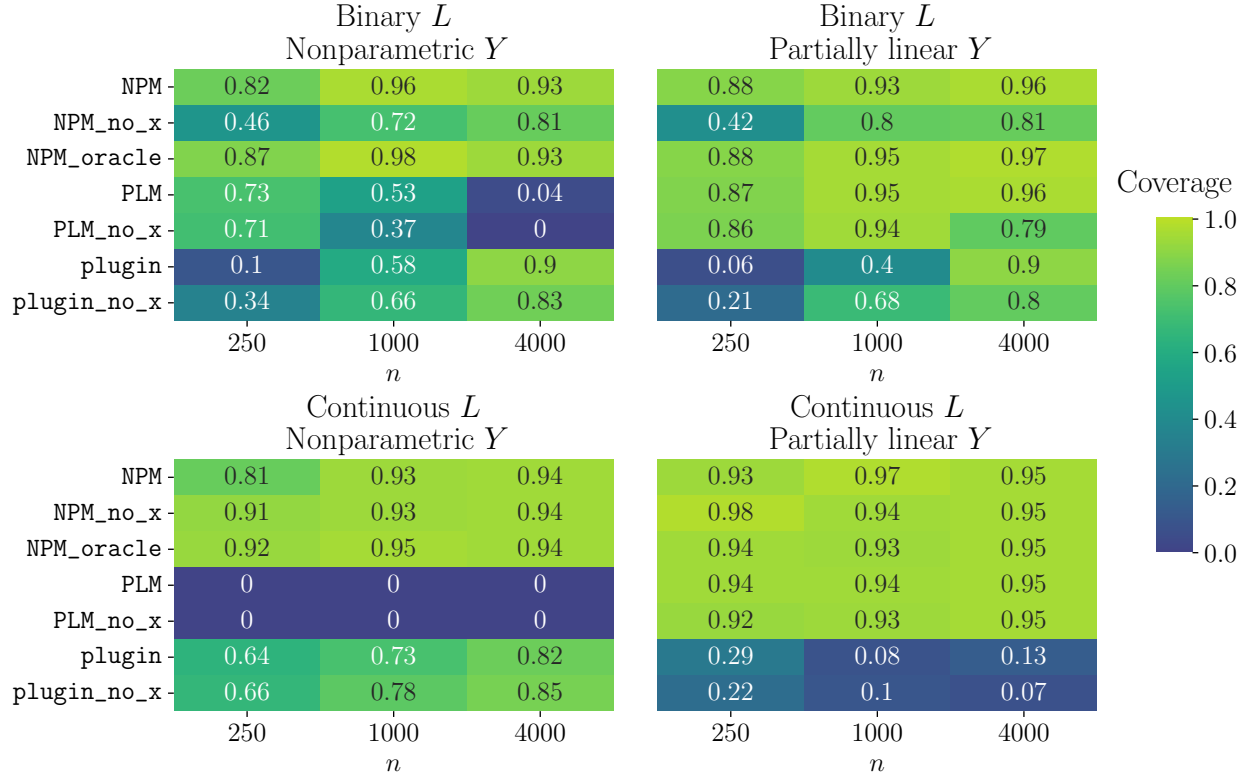 Binary L
Nonparametric Y
NPM 0.82 0.96 0.93
NPM_no_x 0.46 0.72 0.81
NPM_oracle 0.87 0.98 0.93
PLM 0.73 0.53 0.04
PLM_no_x 0.71 0.37 0
plugin 0.1 0.58 0.9
plugin_no_x 0.34 0.66 0.83
250 1000 4000
n
Binary L
Partially linear Y
0.88 0.93 0.96
0.42 0.8 0.81
0.88 0.95 0.97
0.87 0.95 0.96
0.86 0.94 0.79
0.06 0.4 0.9
0.21 0.68 0.8
250 1000 4000
n
Continuous L
Nonparametric Y
NPM 0.81 0.93 0.94
NPM_no_x 0.91 0.93 0.94
NPM_oracle 0.92 0.95 0.94
PLM 0 0 0
PLM_no_x 0 0 0
plugin 0.64 0.73 0.82
plugin_no_x 0.66 0.78 0.85
250 1000 4000
n
Continuous L
Partially linear Y
0.93 0.97 0.95
0.98 0.94 0.95
0.94 0.93 0.95
0.94 0.94 0.95
0.92 0.93 0.95
0.29 0.08 0.13
0.22 0.1 0.07
250 1000 4000
n
Coverage
1.0
0.8
0.6
0.4
0.2
0.0